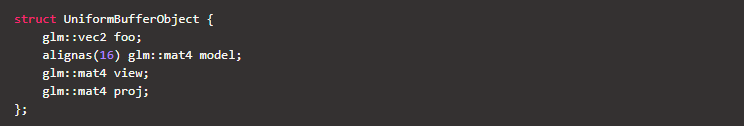 struct UniformBufferObject {
    glm::vec2 foo;
    alignas(16) glm::mat4 model;
    glm::mat4 view;
    glm::mat4 proj;
};